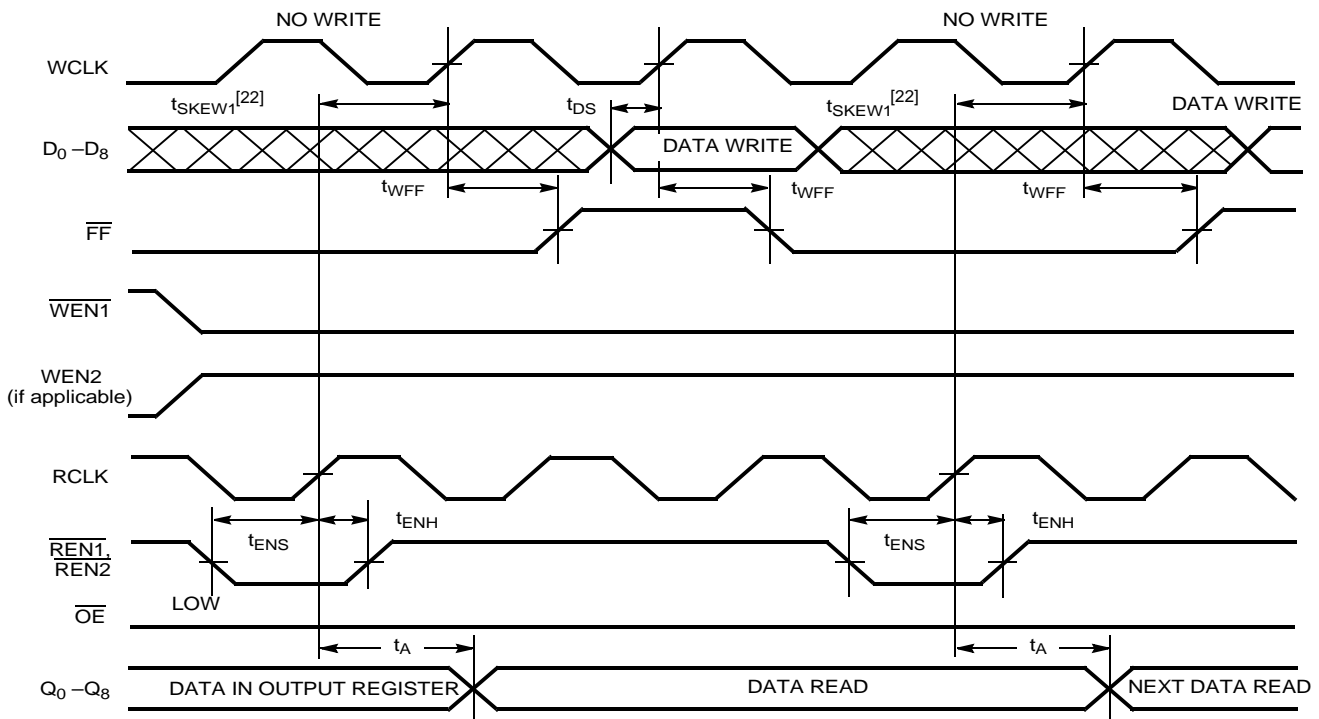 NO WRITE NO WRITE
WCLK
tSKEW1[22] tDS tSKEW1[22] DATA WRITE
D0 –D8 DATA WRITE
tWFF tWFF tWFF
FF
WEN1
WEN2
(if applicable)
RCLK
tENH tENH
REN1, tENS tENS
REN2
LOW
OE
tA tA
Q0 –Q8 DATA IN OUTPUT REGISTER DATA READ NEXT DATA READ